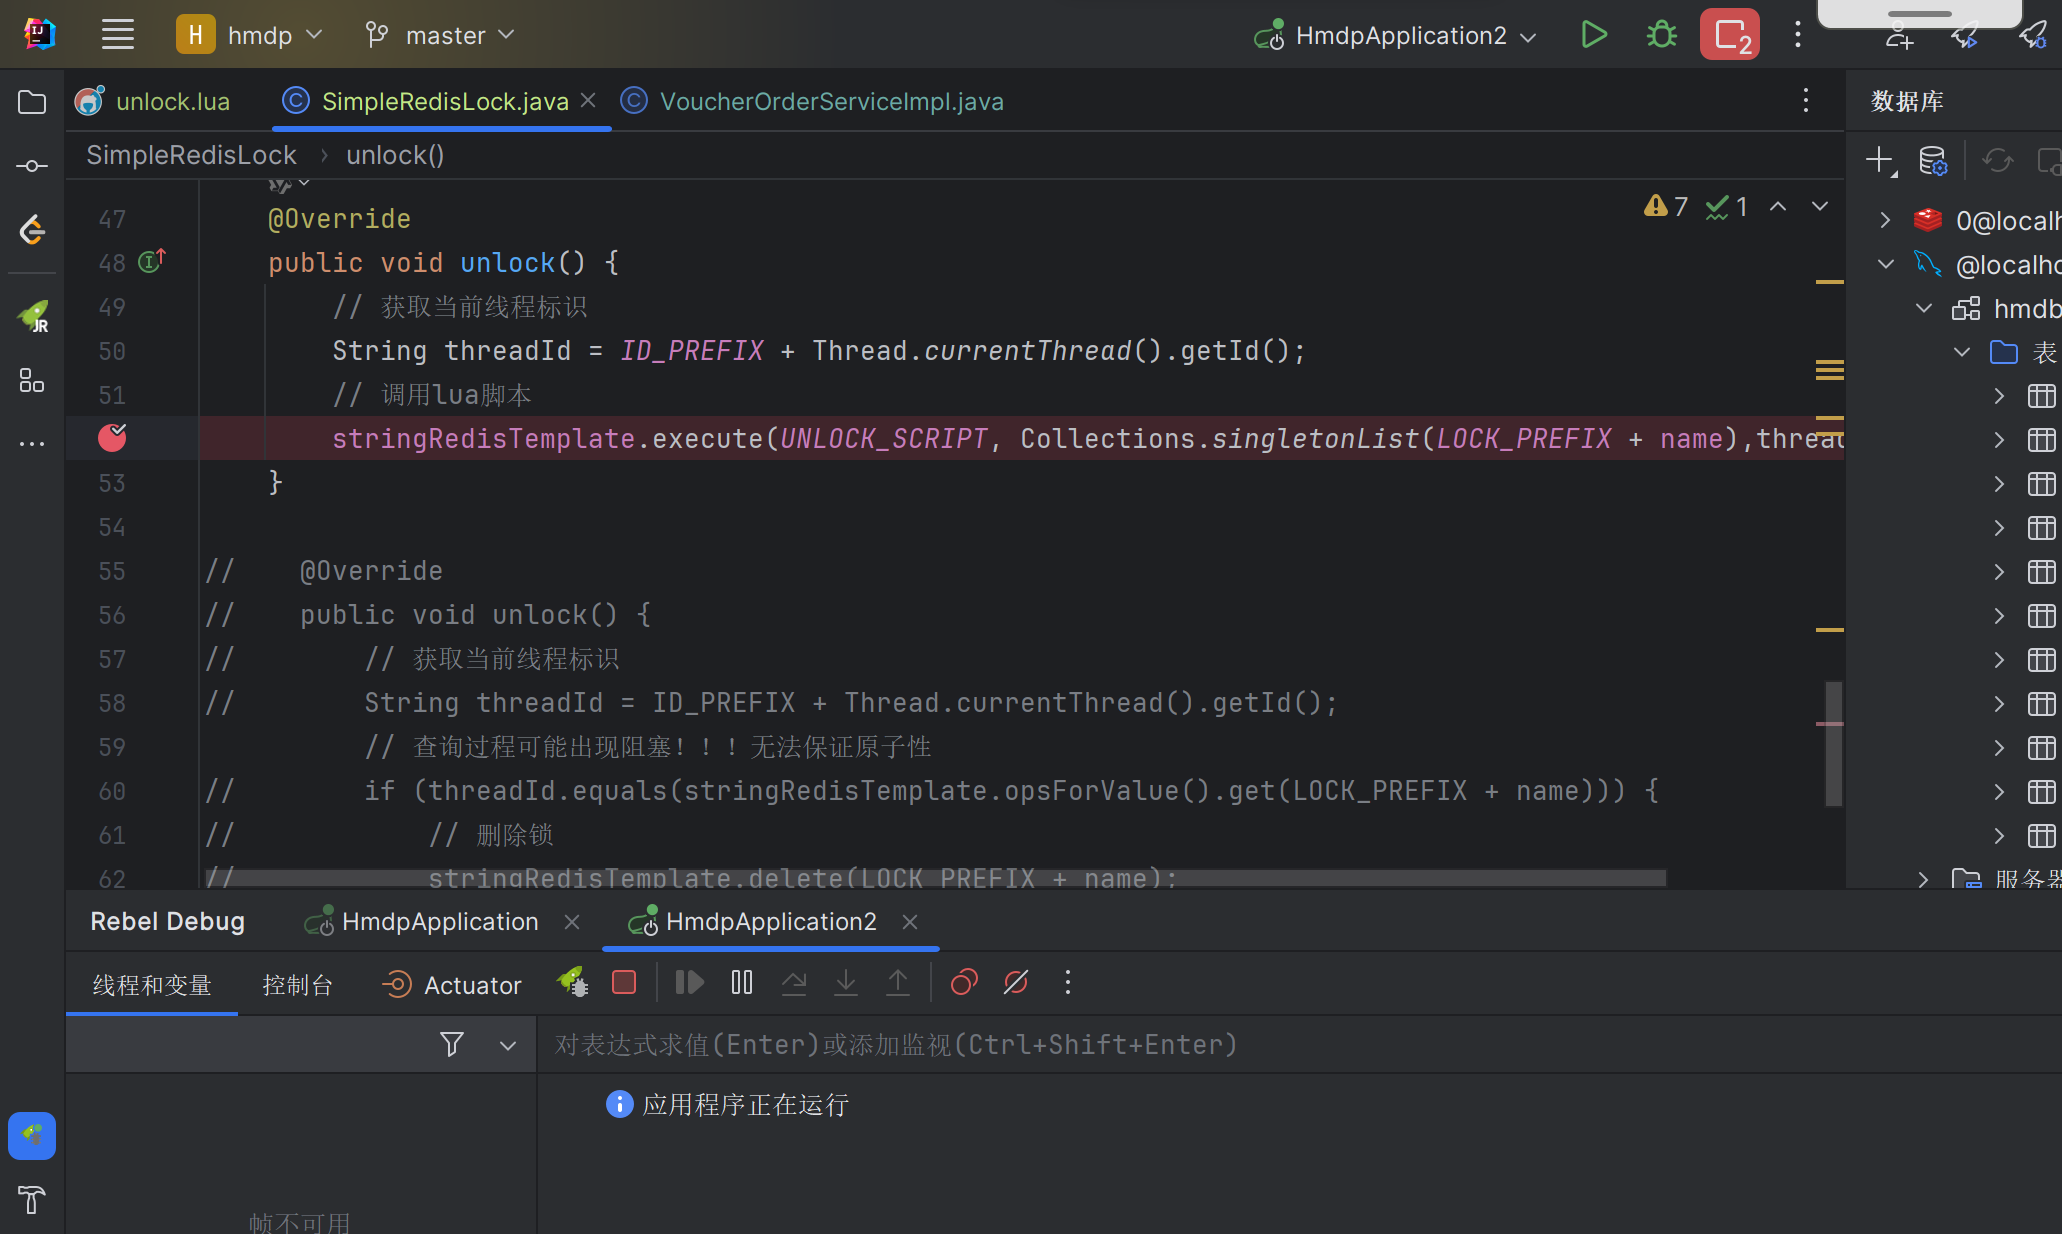 H hmdp master HmdpApplication2 2
unlock.lua SimpleRedisLock.java VoucherOrderServiceImpl.java 数据库
SimpleRedisLock › unlock()
7 1
47 @Override
48 public void unlock() {
49 // 获取当前线程标识
50 String threadId = ID_PREFIX + Thread.currentThread().getId();
51 // 调用lua脚本
stringRedisTemplate.execute(UNLOCK_SCRIPT, Collections.singletonList(LOCK_PREFIX + name),threa
53 }
54
55 // @Override
56 // public void unlock() {
57 // // 获取当前线程标识
58 // String threadId = ID_PREFIX + Thread.currentThread().getId();
59 // 查询过程可能出现阻塞！！！无法保证原子性
60 // if (threadId.equals(stringRedisTemplate.opsForValue().get(LOCK_PREFIX + name))) {
61 // // 删除锁
62 // stringRedisTemplate.delete(LOCK_PREFIX + name);
0@local
@localho
hmdb
表
服务器
Rebel Debug HmdpApplication HmdpApplication2
线程和变量 控制台 Actuator
对表达式求值(Enter)或添加监视(Ctrl+Shift+Enter)
应用程序正在运行
帧不可用